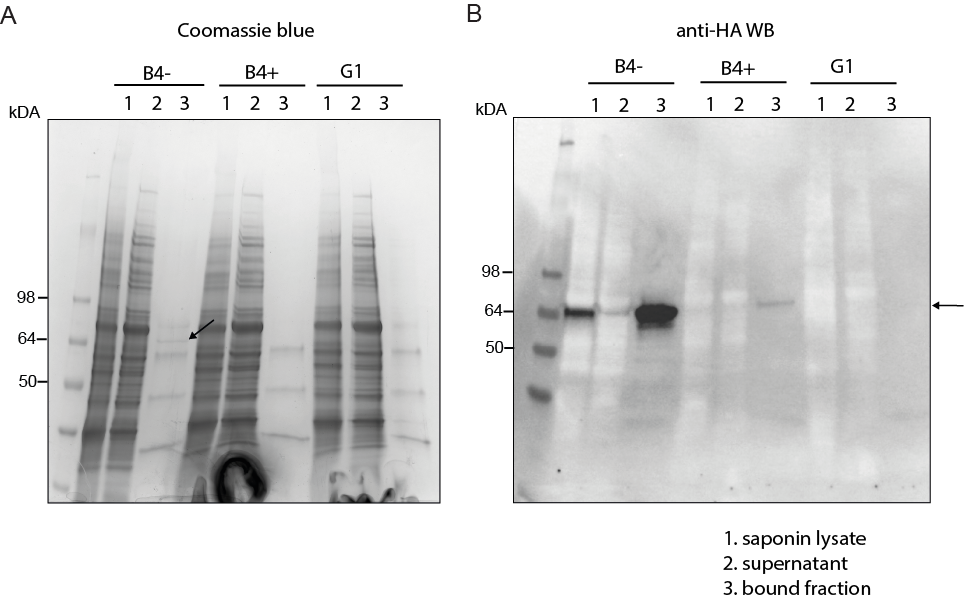 A
Coomassie blue
B4-
B4+
G1
1 2 3 1 2 3 1 2 3
kDA
98
64
50
B
anti-HA WB
B4-
B4+
G1
1 2 3 1 2 3 1 2 3
kDA
98
64
50
1. saponin lysate
2. supernatant
3. bound fraction